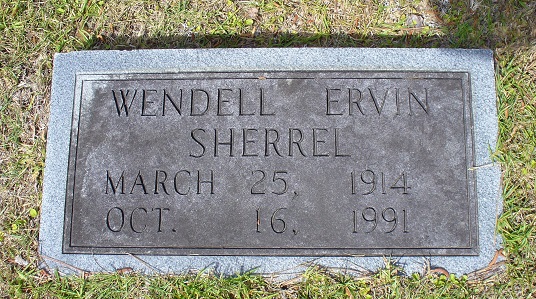 WENDELL ERVIN
SHERREL
MARCH 25, 1914
OCT. 16, 1991